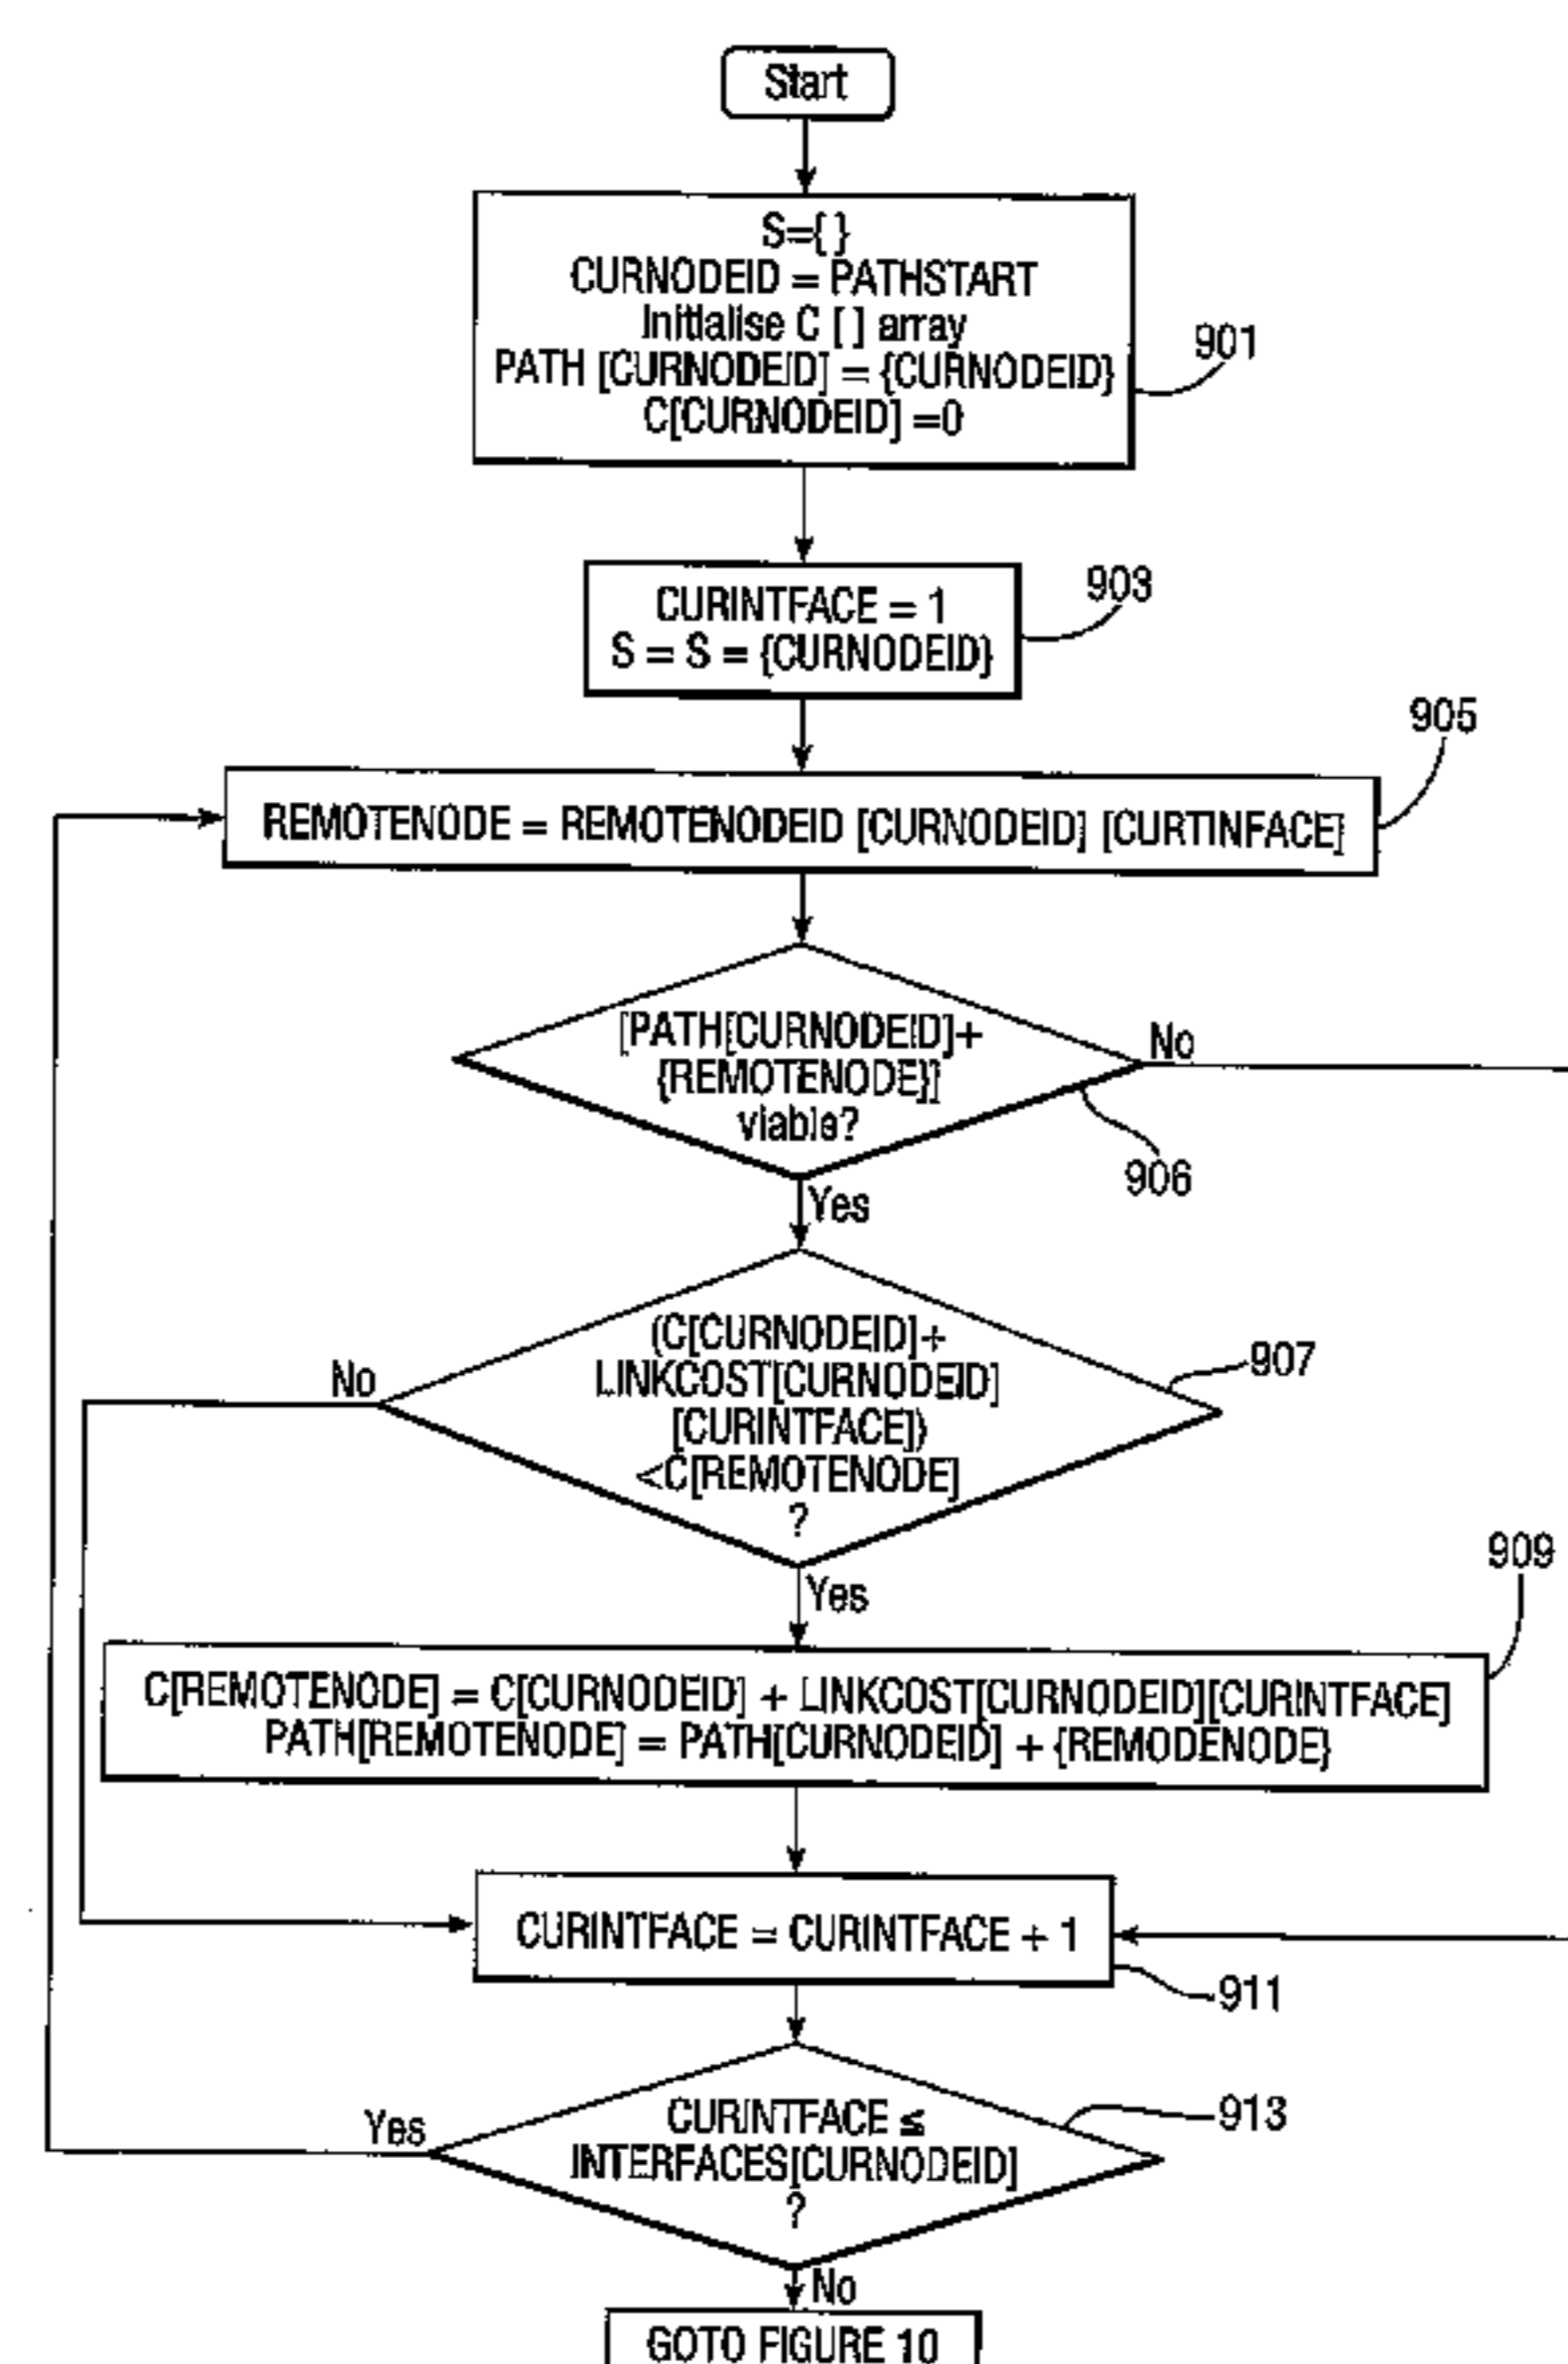 Start
S={ }
CURNODEID = PATHSTART
Initialise C [ ] array
PATH [CURNODEID] = {CURNODEID}
C[CURNODEID] =0
901
CURINTFACE = 1
S = S = {CURNODEID}
903
905
REMOTENODE = REMOTENODEID [CURNODEID] [CURTINFACE]
[PATH[CURNODEID]+
{REMOTENODE}]
viable?
No
906
Yes
(C[CURNODEID]+
LINKCOST[CURNODEID]
[CURINTFACE])
<C[REMOTENODE]
?
No
907
Yes
909
C[REMOTENODE] = C[CURNODEID] + LINKCOST[CURNODEID][CURINTFACE]
PATH[REMOTENODE] = PATH[CURNODEID] + {REMODENODE}
CURINTFACE = CURINTFACE + 1
911
CURINTFACE ≤
INTERFACES[CURNODEID]
?
Yes
913
No
GOTO FIGURE 10